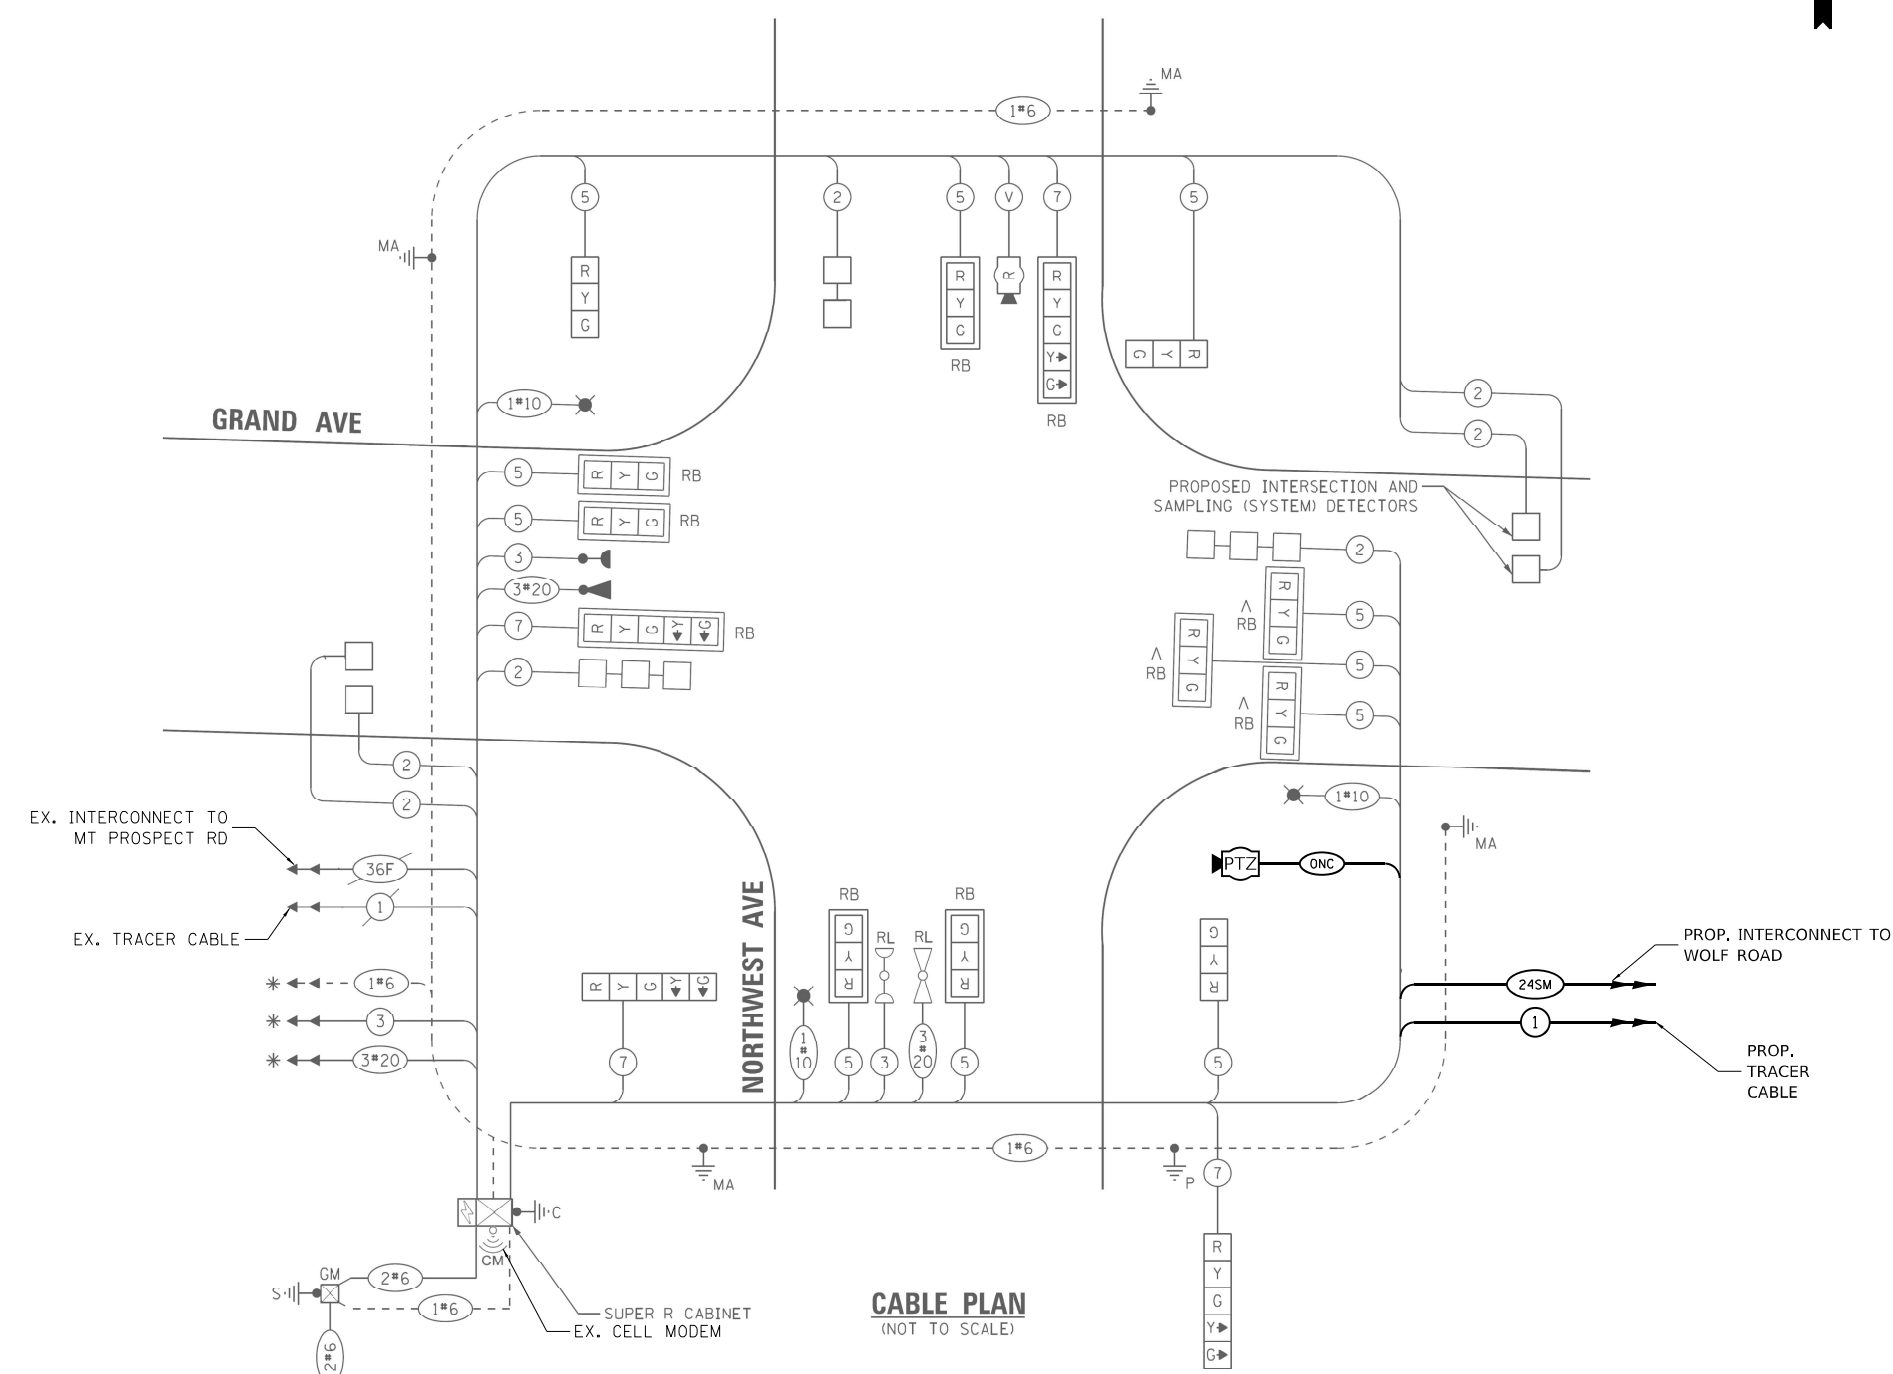 MA
1#6
5
2
5
V
7
5
MA
R
Y
G
R
Y
G
RB
R
R
Y
G
Y
G
RB
G Y R
1#10
GRAND AVE
2
2
5
R Y G
RB
5
R Y G
RB
3
3#20
7
R Y G Y G
RB
2
PROPOSED INTERSECTION AND
SAMPLING (SYSTEM) DETECTORS
2
R Y G
RB
5
R Y G
RB
5
R Y G
RB
5
2
2
EX. INTERCONNECT TO
MT PROSPECT RD
36F
1
EX. TRACER CABLE
1#6
3
3#20
1#10
MA
PTZ
ONC
NORTHWEST AVE
R Y G Y G
7
RB
G
Y
R
RL
RL
RB
G
Y
R
1#10
5
3
3#20
5
G
Y
R
5
PROP. INTERCONNECT TO
WOLF ROAD
24SM
1
PROP.
TRACER
CABLE
MA
1#6
P
7
C
CM
GM
S
2#6
1#6
2#6
SUPER R CABINET
EX. CELL MODEM
CABLE PLAN
(NOT TO SCALE)
R
Y
G
Y
G